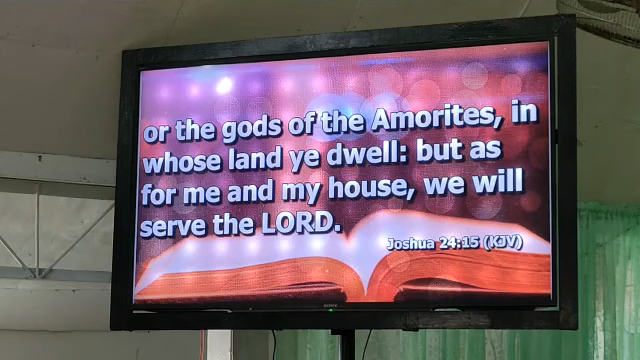 or the gods of the Amorites, in
whose land ye dwell: but as
for me and my house, we will
serve the LORD.
Joshua 24:15 (KJV)
SONY